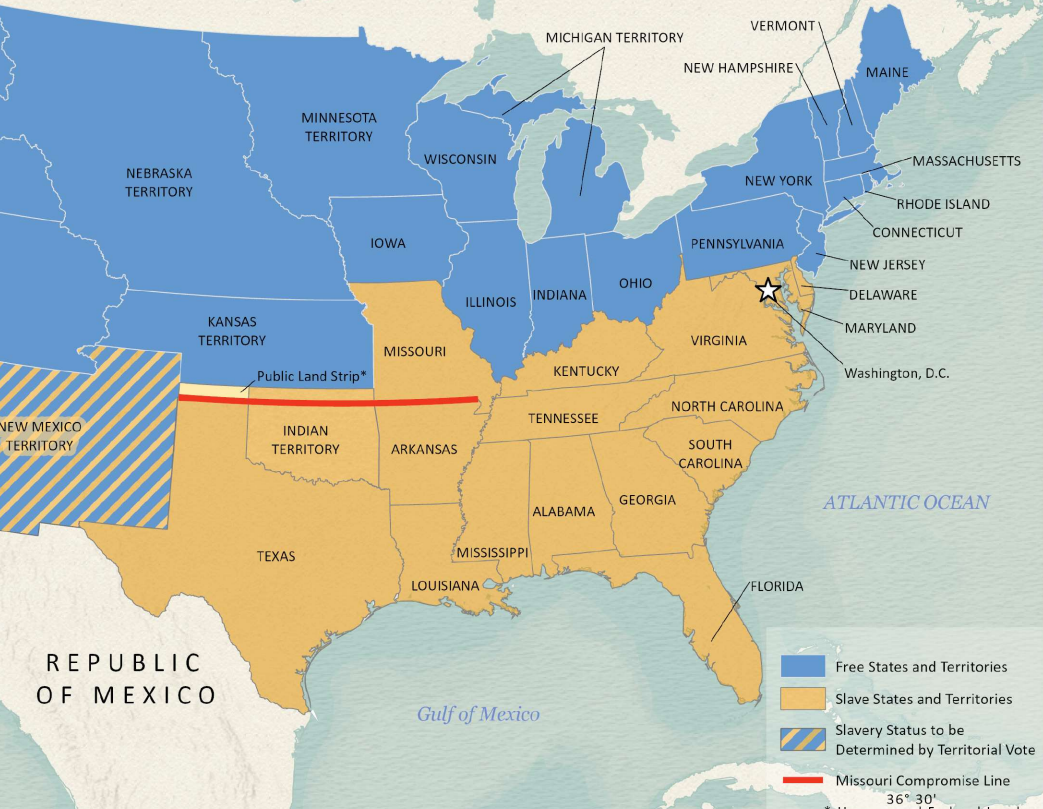 VERMONT
MICHIGAN TERRITORY
NEW HAMPSHIRE
MAINE
MINNESOTA
TERRITORY
WISCONSIN
MASSACHUSETTS
NEBRASKA
TERRITORY
NEW YORK
RHODE ISLAND
CONNECTICUT
IOWA
PENNSYLVANIA
NEW JERSEY
OHIO
INDIANA
ILLINOIS
DELAWARE
MARYLAND
KANSAS
TERRITORY
VIRGINIA
MISSOURI
Washington, D.C.
KENTUCKY
Public Land Strip*
NORTH CAROLINA
TENNESSEE
NEW MEXICO
TERRITORY
INDIAN
TERRITORY
ARKANSAS
SOUTH
CAROLINA
GEORGIA
ATLANTIC OCEAN
ALABAMA
MISSISSIPPI
TEXAS
LOUISIANA
FLORIDA
REPUBLIC
OF MEXICO
Gulf of Mexico
Free States and Territories
Slave States and Territories
Slavery Status to be
Determined by Territorial Vote
Missouri Compromise Line
36° 30'